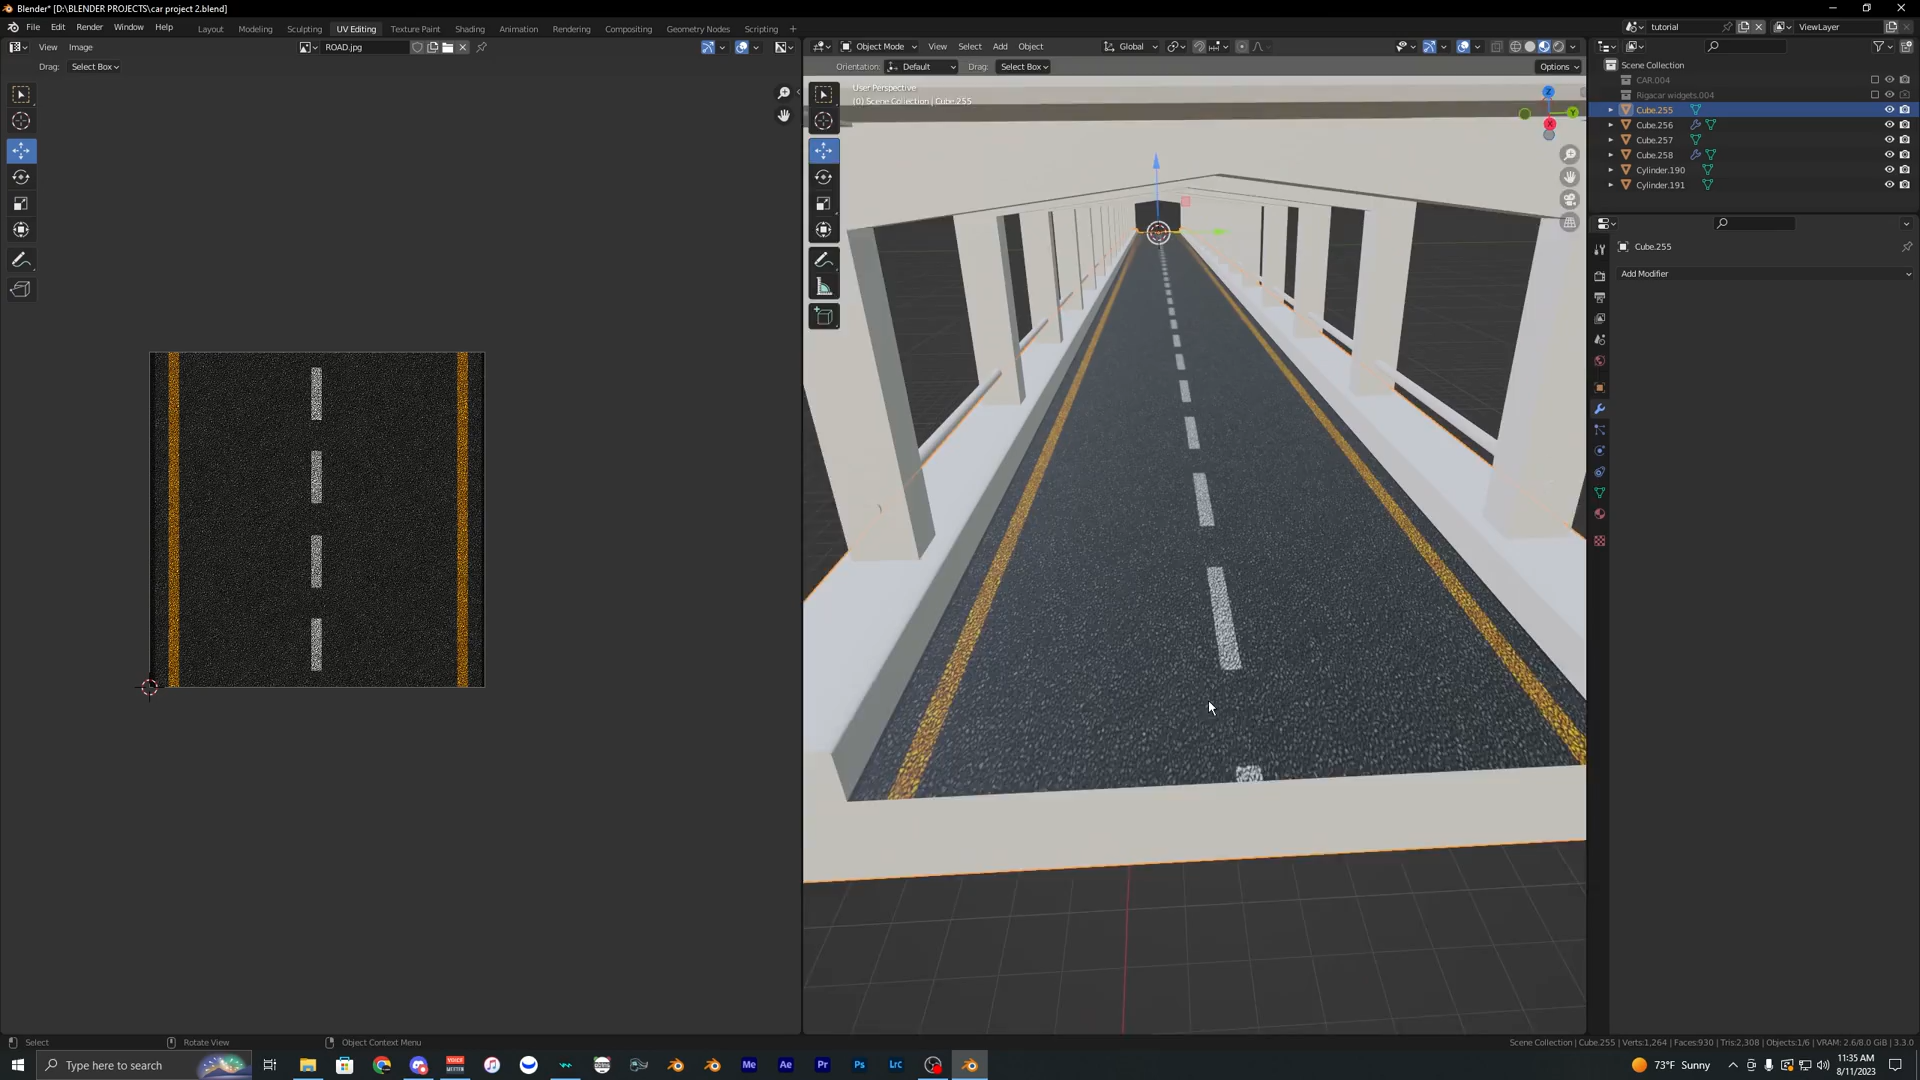 Blender* [D:\BLENDER PROJECTS\car project 2.blend]
File Edit Render Window Help
Layout Modeling Sculpting UV Editing Texture Paint Shading Animation Rendering Compositing Geometry Nodes Scripting +
tutorial ViewLayer
View Image ROAD.jpg
Object Mode View Select Add Object Global
Drag: Select Box
Orientation: Default Drag: Select Box Options
User Perspective
(0) Scene Collection | Cube.255
Z
Y
X
Scene Collection
CAR.004
Rigacar widgets.004
Cube.255
Cube.256
Cube.257
Cube.258
Cylinder.190
Cylinder.191
Cube.255
Add Modifier
Select Rotate View Object Context Menu
Scene Collection | Cube.255 | Verts:1,264 | Faces:930 | Tris:2,308 | Objects:1/6 | VRAM: 2.6/8.0 GiB | 3.3.0
Type here to search
Me Ae Pr Ps Lrc
73°F Sunny
11:35 AM
8/11/2023